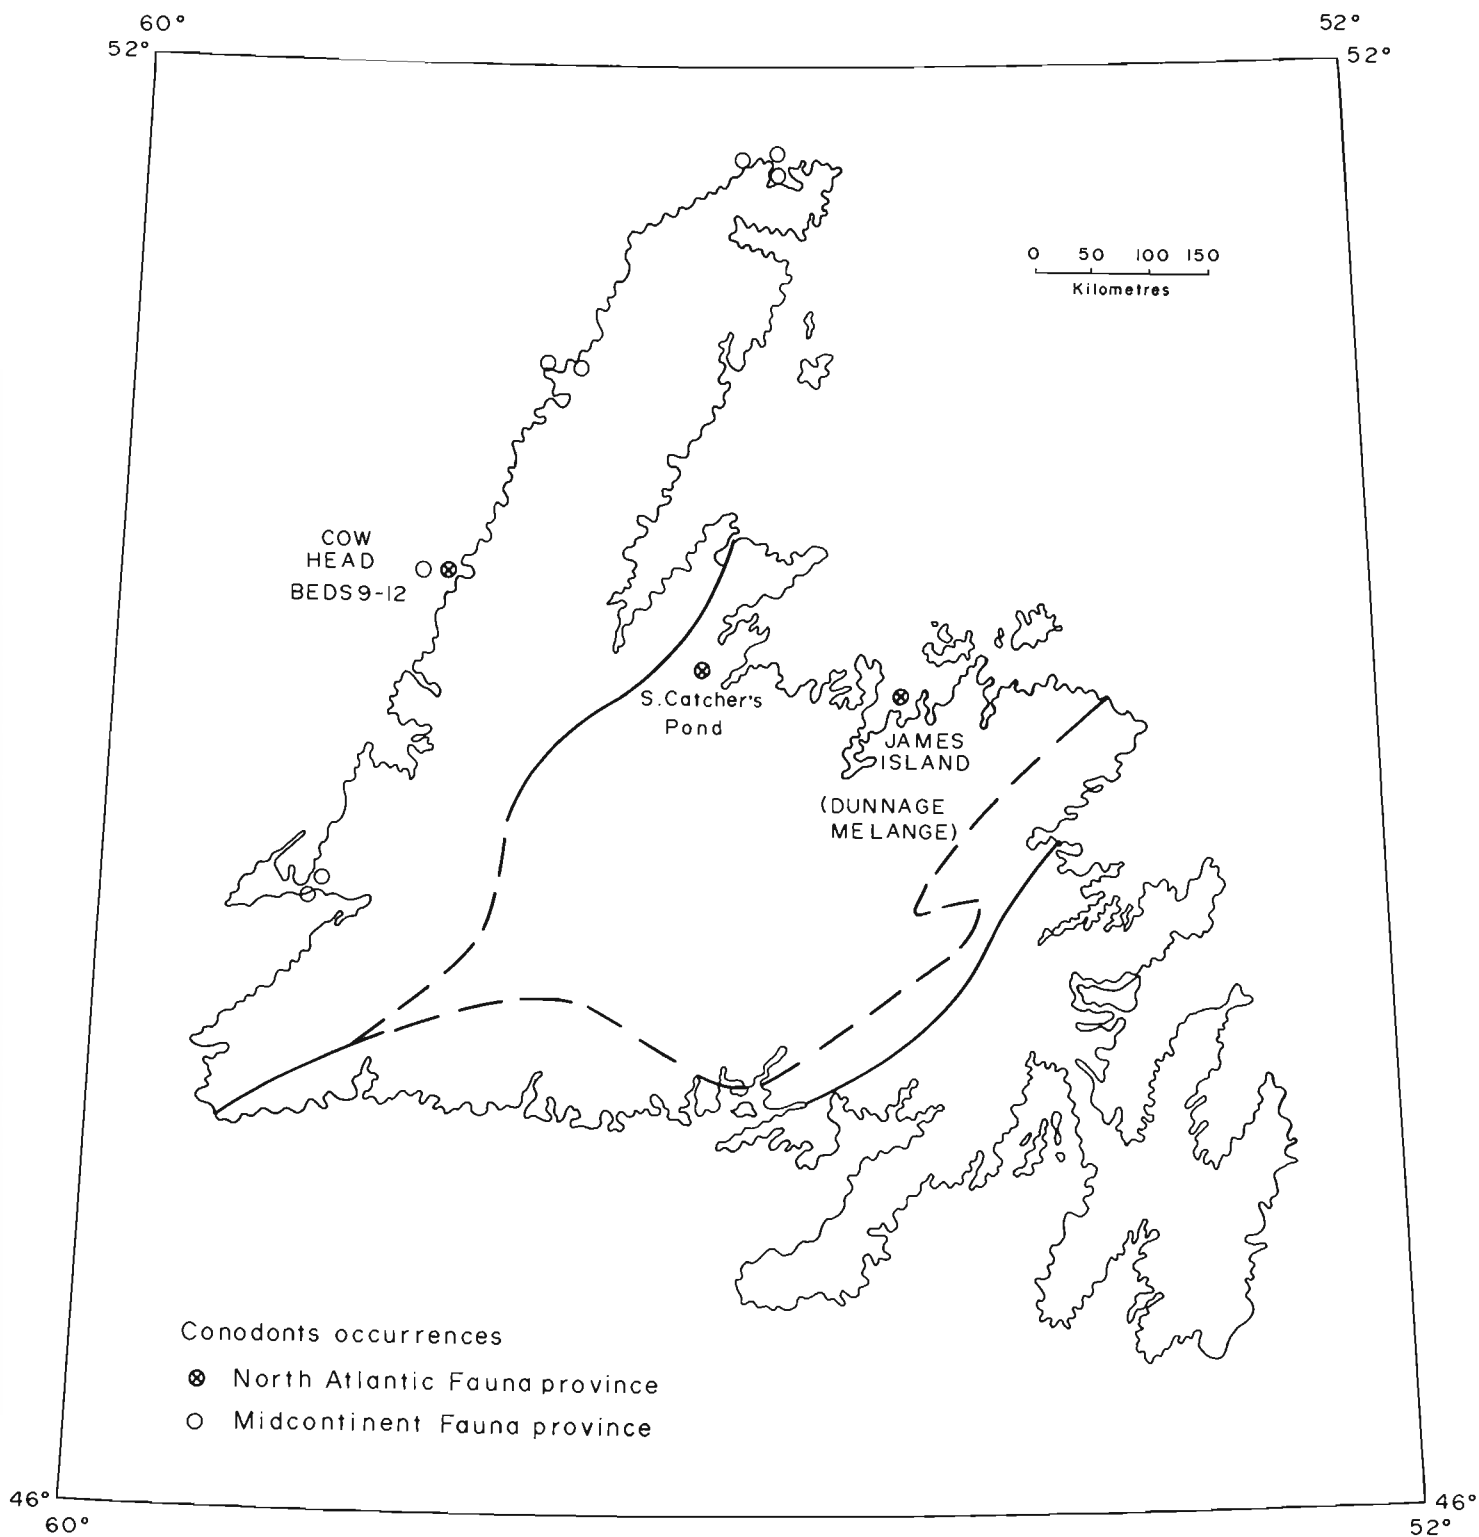 60°
52°
52°
52°
0 50 100 150
Kilometres
COW
HEAD
BEDS 9-12
S. Catcher's
Pond
JAMES
ISLAND
(DUNNAGE
MELANGE)
Conodonts occurrences
North Atlantic Fauna province
Midcontinent Fauna province
46°
60°
46°
52°